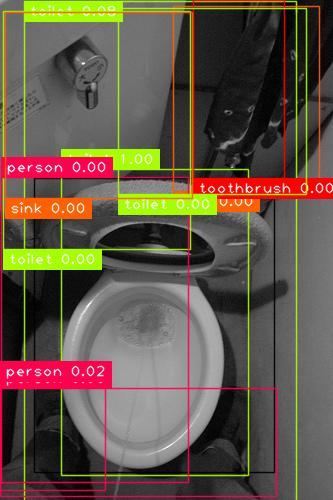 toilet 0.08
toilet 1.00
person 0.00
toothbrush 0.00
sink 0.00
toilet 0.00
0.00
toilet 0.00
person 0.02